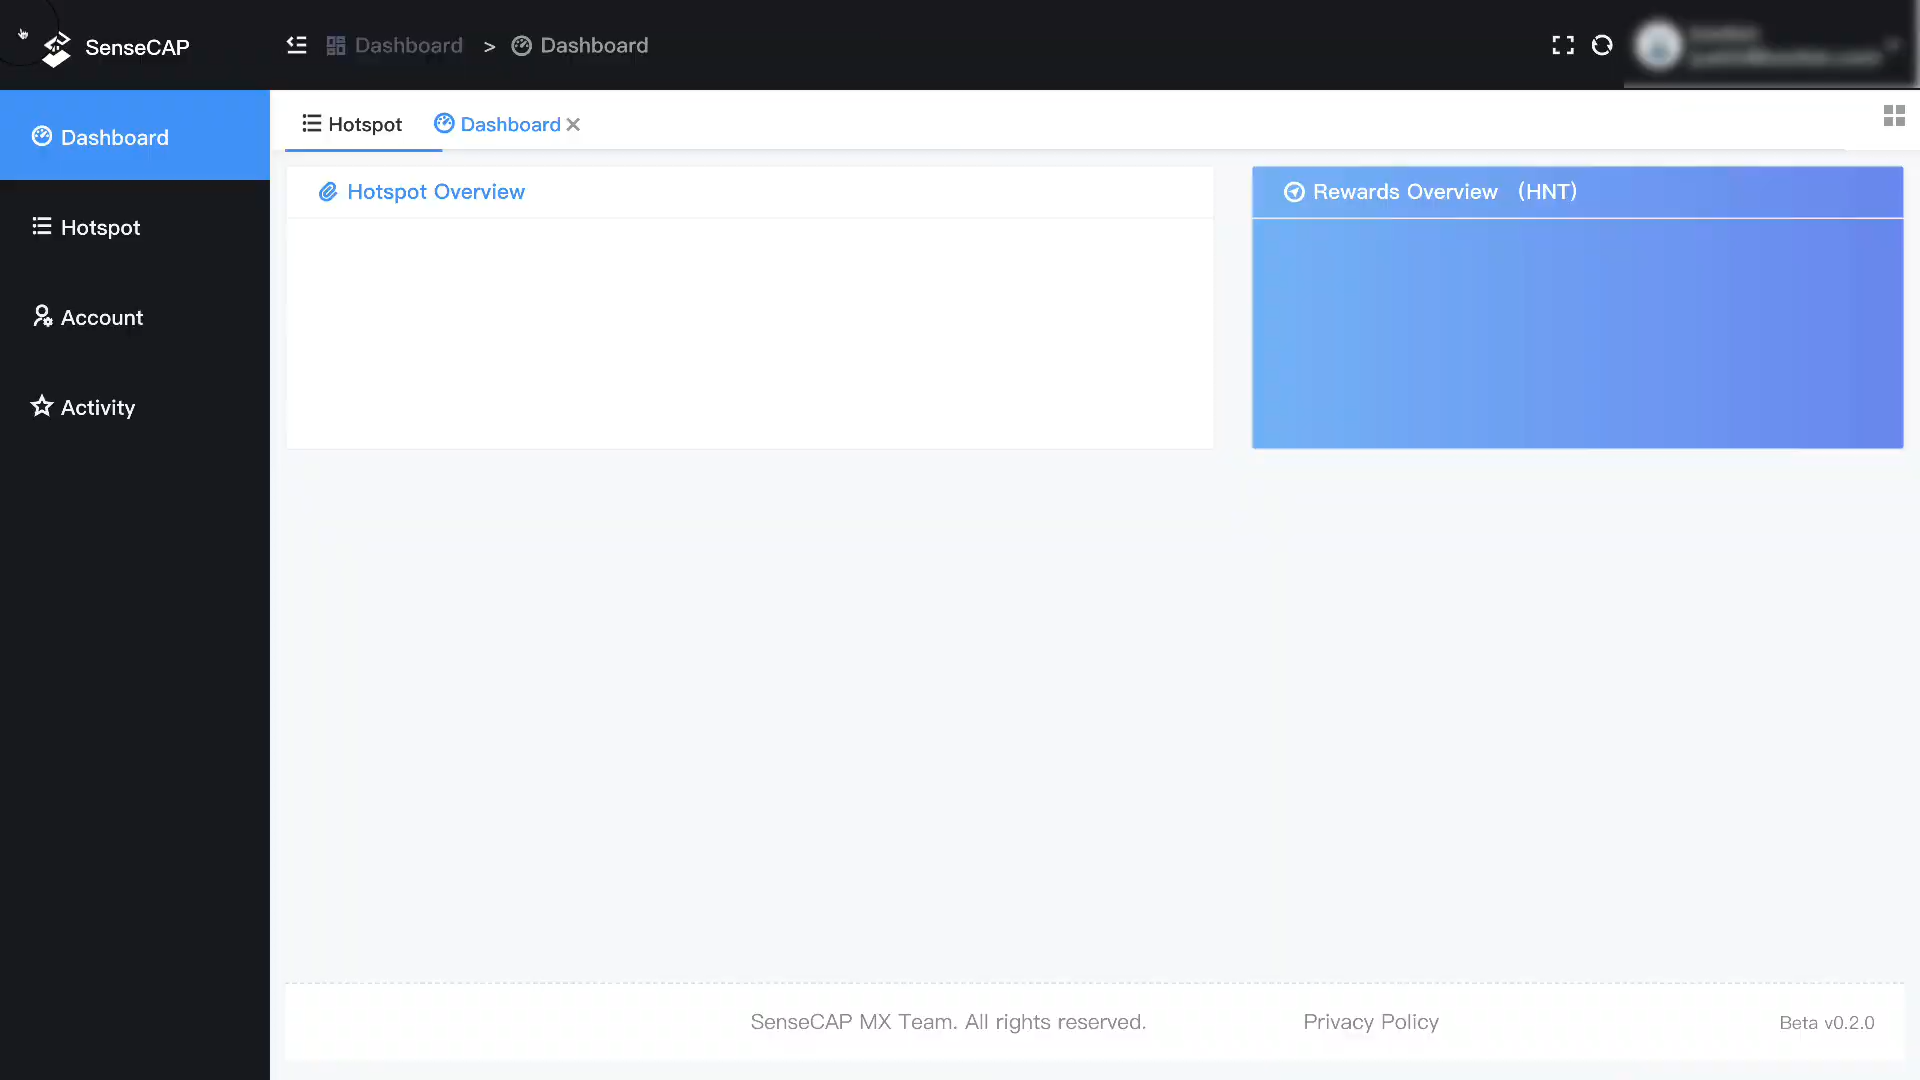 SenseCAP
Dashboard > Dashboard
Dashboard
Hotspot
Account
Activity
Hotspot
Dashboard
Hotspot Overview
Rewards Overview (HNT)
SenseCAP MX Team. All rights reserved.
Privacy Policy
Beta v0.2.0